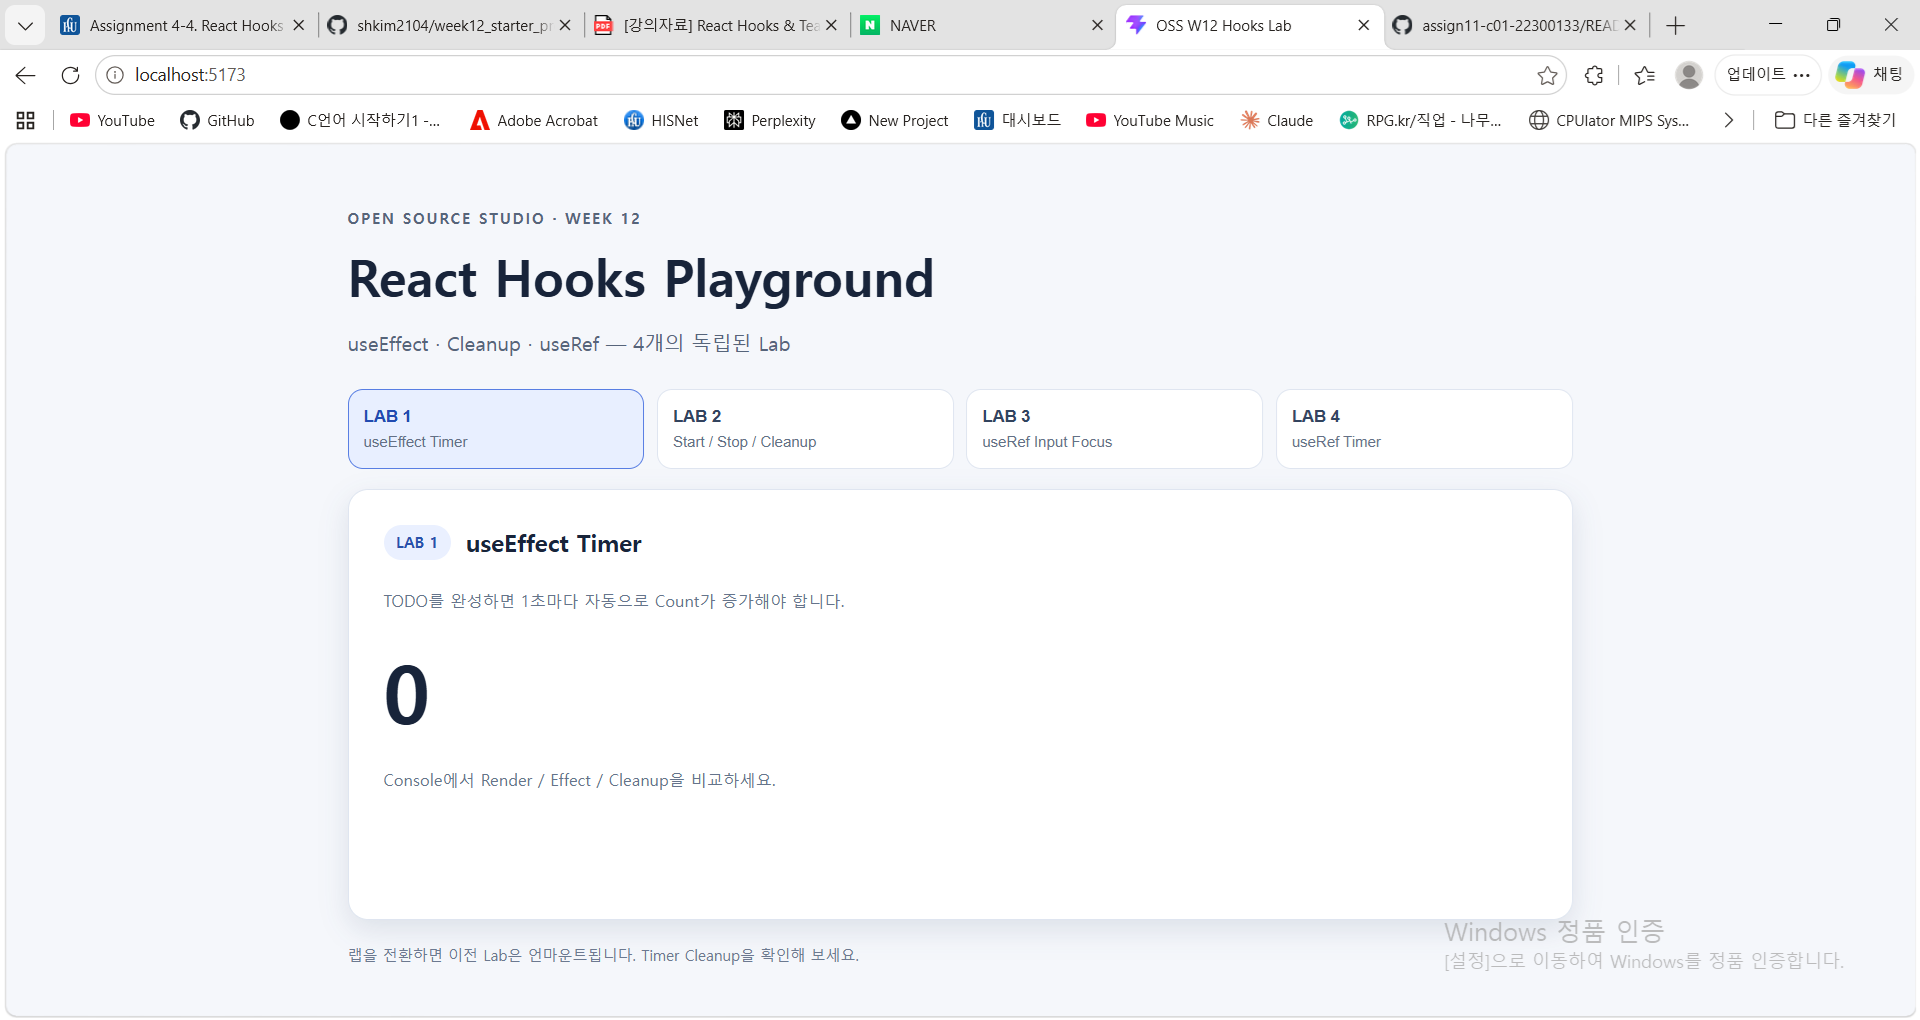 Assignment 4-4. React Hooks
shkim2104/week12_starter_pr
[강의자료] React Hooks & Tea
NAVER
OSS W12 Hooks Lab
assign11-c01-22300133/READ
localhost:5173
업데이트 ...
채팅
YouTube
GitHub
C언어 시작하기1 -...
Adobe Acrobat
HISNet
Perplexity
New Project
대시보드
YouTube Music
Claude
RPG.kr/직업 - 나무...
CPUlator MIPS Sys...
다른 즐겨찾기
OPEN SOURCE STUDIO · WEEK 12
React Hooks Playground
useEffect · Cleanup · useRef — 4개의 독립된 Lab
LAB 1
useEffect Timer
LAB 2
Start / Stop / Cleanup
LAB 3
useRef Input Focus
LAB 4
useRef Timer
LAB 1 useEffect Timer
TODO를 완성하면 1초마다 자동으로 Count가 증가해야 합니다.
0
Console에서 Render / Effect / Cleanup을 비교하세요.
랩을 전환하면 이전 Lab은 언마운트됩니다. Timer Cleanup을 확인해 보세요.
Windows 정품 인증
[설정]으로 이동하여 Windows를 정품 인증합니다.